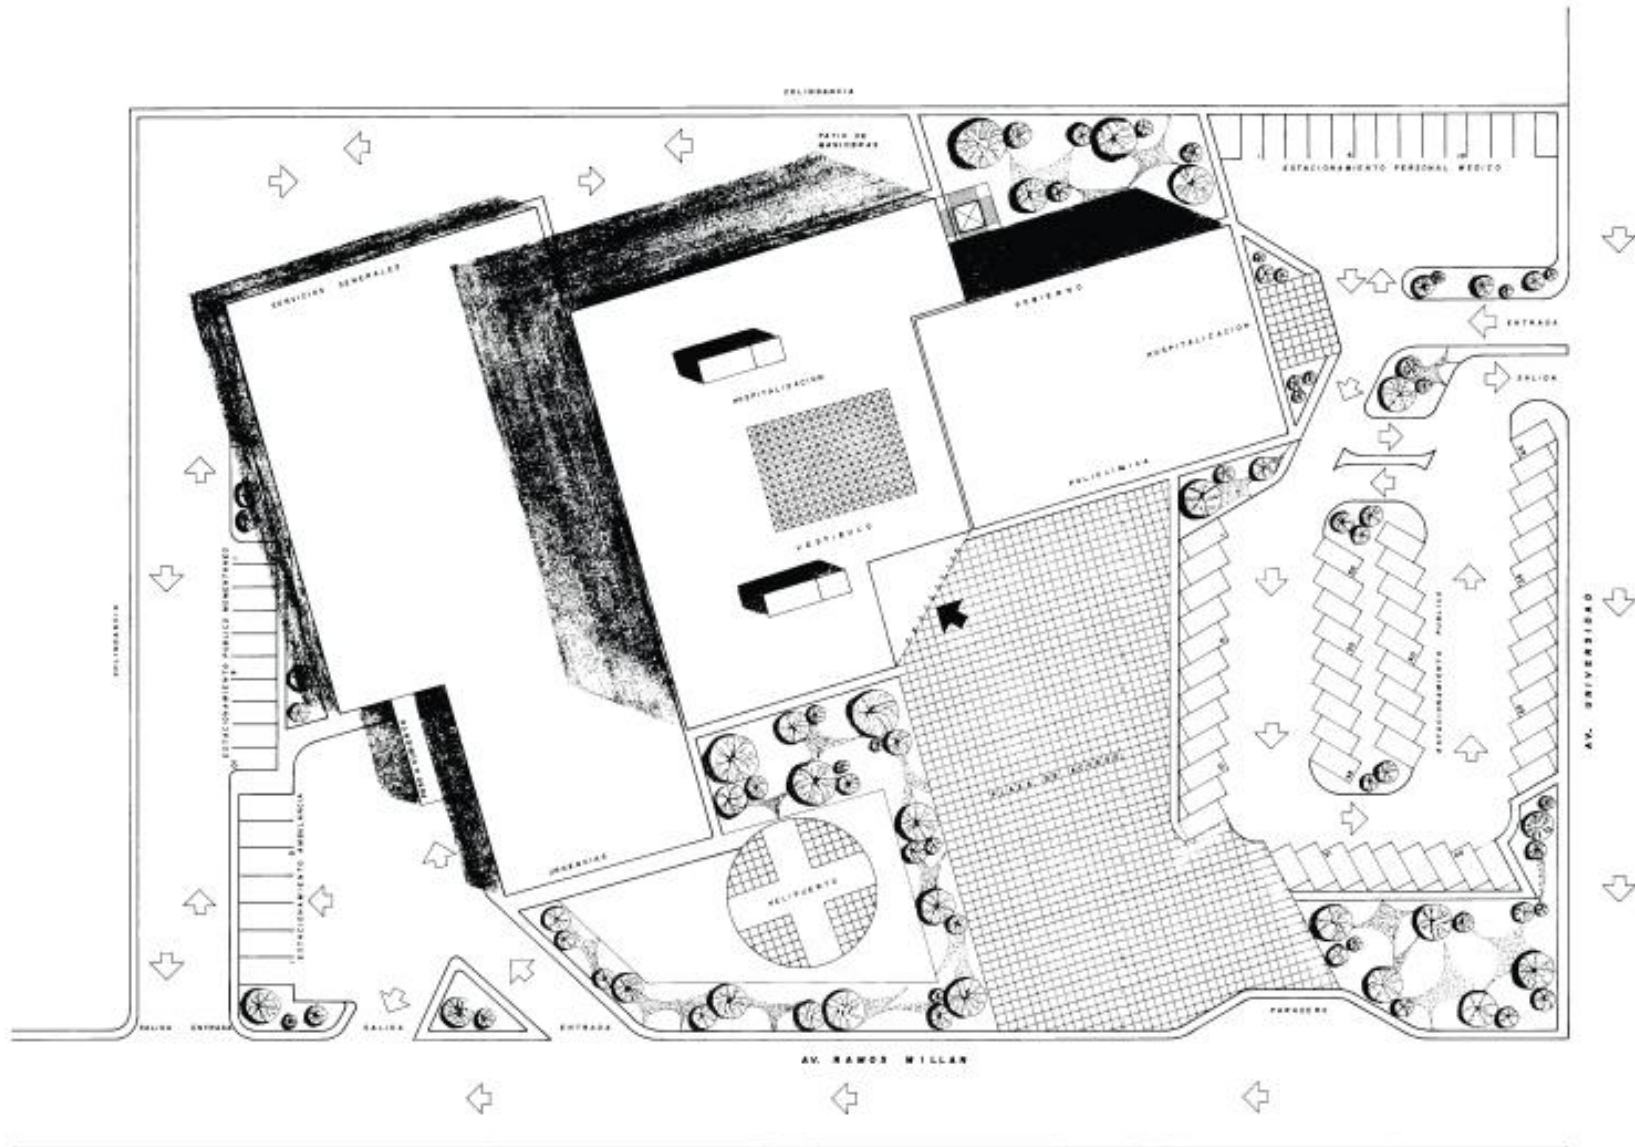 COLINDANCIA
PATIO DE
MANIOBRAS
ESTACIONAMIENTO PERSONAL MEDICO
SERVICIOS GENERALES
GOBIERNO
HOSPITALIZACION
ENTRADA
SALIDA
HOSPITALIZACION
POLICLINICA
VESTIBULO
ESTACIONAMIENTO PUBLICO MOMENTANEO
COLINDANCIA
ESTACIONAMIENTO PUBLICO
AV. UNIVERSIDAD
PLAZA DE ACCESO
ESTACIONAMIENTO AMBULANCIA
URGENCIAS
HELIPUERTO
SALIDA ENTRADA
SALIDA
ENTRADA
PARADERO
AV. RAMOS MILLAN